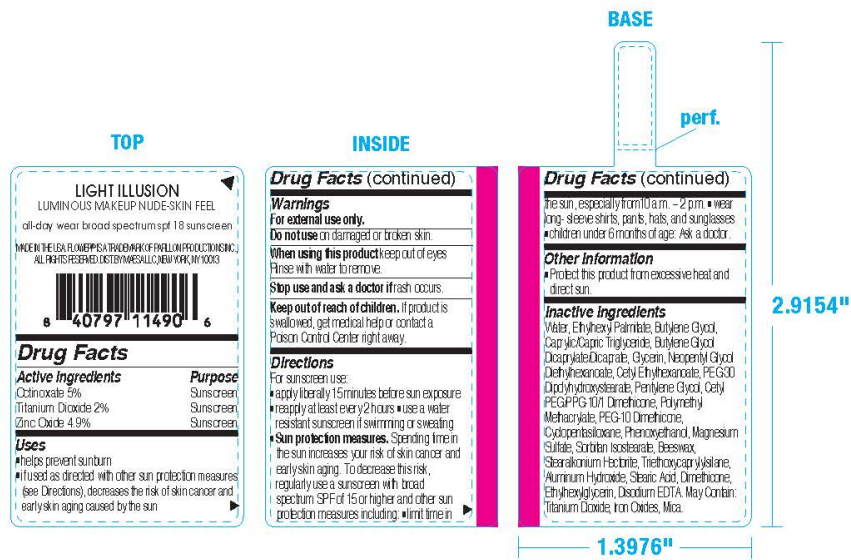 TOP
LIGHT ILLUSION
LUMINOUS MAKEUP NUDE-SKIN FEEL
all-day wear broad spectrum spf 18 sunscreen
MADE IN THE USA. FLOWER® IS A TRADEMARK OF PAPILLON PRODUCTIONS INC.,
ALL RIGHTS RESERVED. DIST. BY MAESA LLC, NEW YORK, NY 10013
8 40797 11490 6
Drug Facts
Active ingredients Purpose
Octinoxate 5% Sunscreen
Titanium Dioxide 2% Sunscreen
Zinc Oxide 4.9% Sunscreen
Uses
▪ helps prevent sunburn
▪ if used as directed with other sun protection measures
(see Directions), decreases the risk of skin cancer and
early skin aging caused by the sun
INSIDE
Drug Facts (continued)
Warnings
For external use only.
Do not use on damaged or broken skin.
When using this product keep out of eyes
Rinse with water to remove.
Stop use and ask a doctor if rash occurs.
Keep out of reach of children. If product is
swallowed, get medical help or contact a
Poison Control Center right away.
Directions
For sunscreen use:
▪ apply liberally 15 minutes before sun exposure
▪ reapply at least every 2 hours ▪ use a water
resistant sunscreen if swimming or sweating
▪ Sun protection measures. Spending time in
the sun increases your risk of skin cancer and
early skin aging. To decrease this risk,
regularly use a sunscreen with broad
spectrum SPF of 15 or higher and other sun
protection measures including: ▪ limit time in
BASE
perf.
Drug Facts (continued)
the sun, especially from 10 a.m. – 2 p.m. ▪ wear
long- sleeve shirts, pants, hats, and sunglasses
▪ children under 6 months of age: Ask a doctor.
Other information
▪ Protect this product from excessive heat and
direct sun.
Inactive ingredients
Water, Ethylhexyl Palmitate, Butylene Glycol,
Caprylic/Capric Triglyceride, Butylene Glycol
Dicaprylate/Dicaprate, Glycerin, Neopentyl Glycol
Diethylhexanoate, Cetyl Ethylhexanoate, PEG-30
Dipolyhydroxystearate, Pentylene Glycol, Cetyl
PEG/PPG-10/1 Dimethicone, Polymethyl
Methacrylate, PEG-10 Dimethicone,
Cyclopentasiloxane, Phenoxyethanol, Magnesium
Sulfate, Sorbitan Isostearate, Beeswax,
Stearalkonium Hectorite, Triethoxycaprylylsilane,
Aluminum Hydroxide, Stearic Acid, Dimethicone,
Ethylhexylglycerin, Disodium EDTA. May Contain:
Titanium Dioxide, Iron Oxides, Mica.
2.9154"
1.3976"